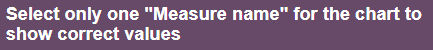 Select only one "Measure name" for the chart to
show correct values